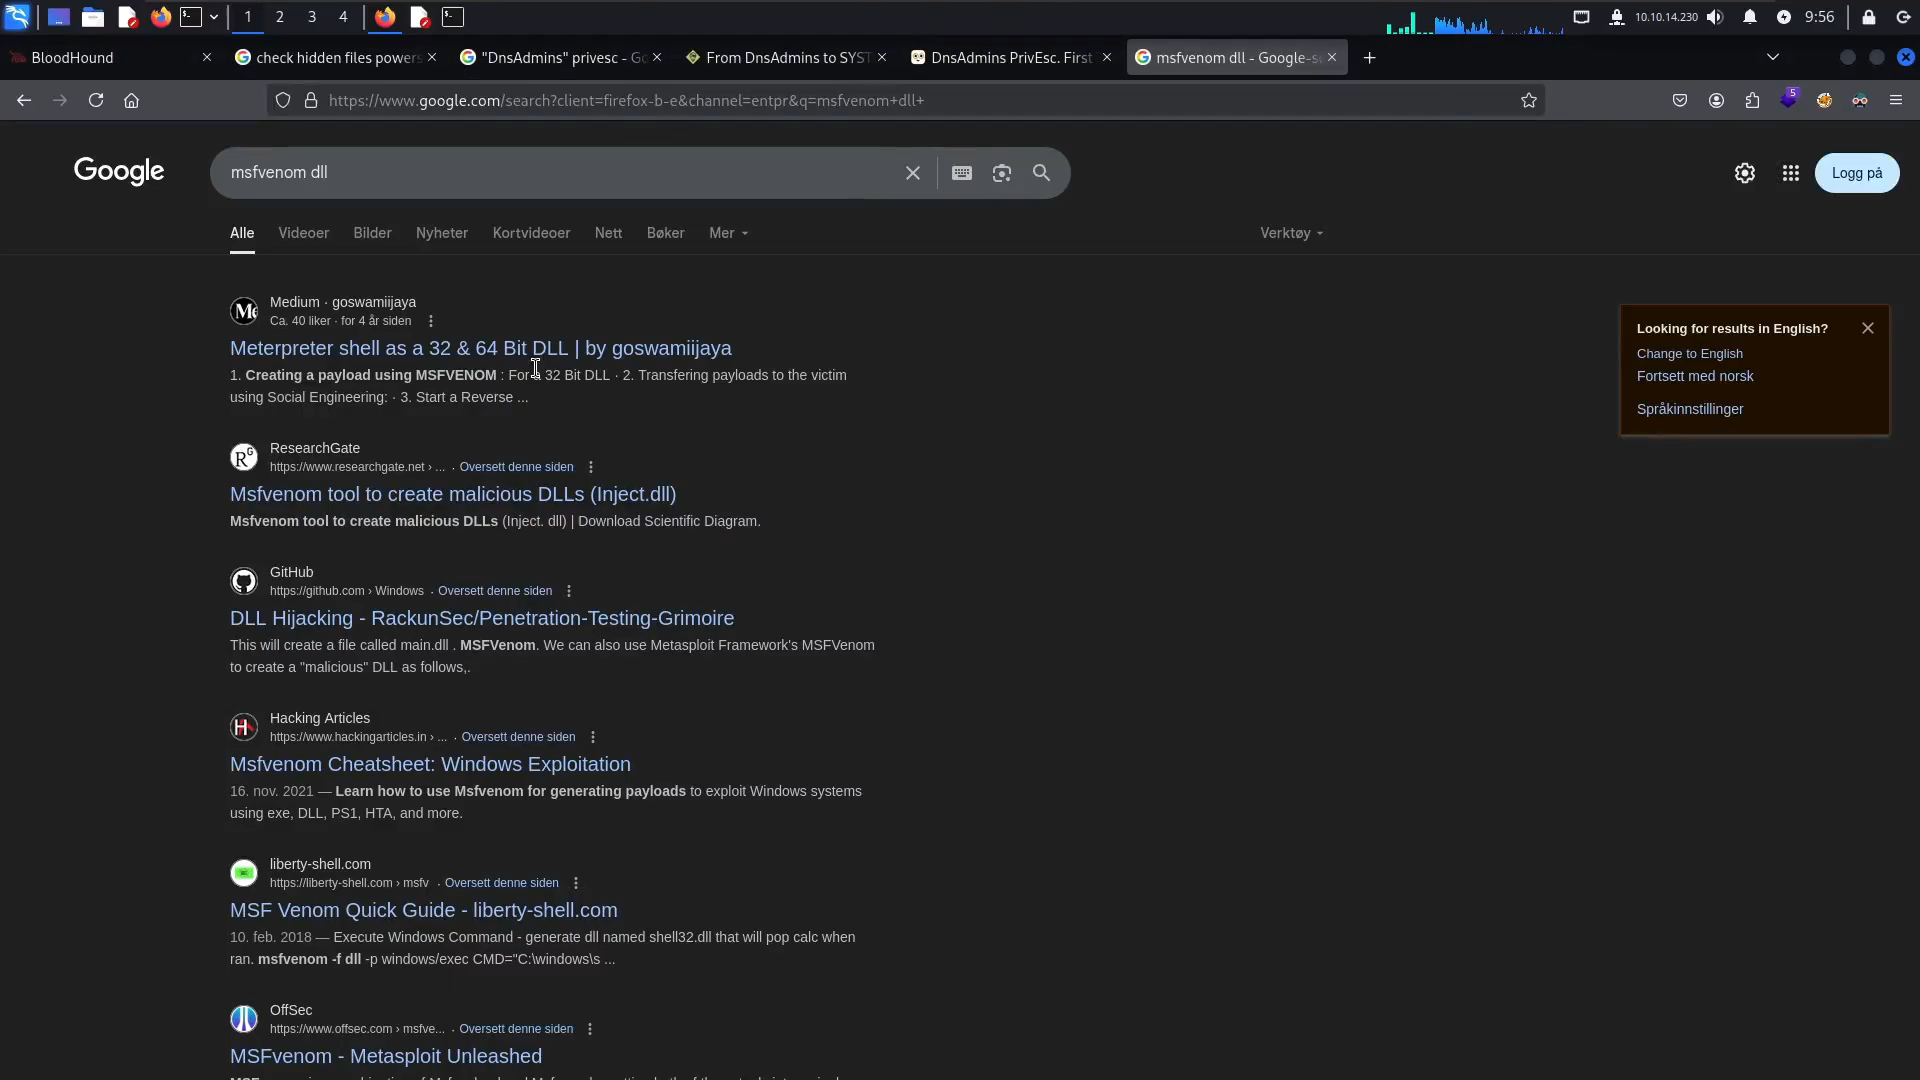 1 2 3 4 10.10.14.230 9:56
BloodHound check hidden files powers "DnsAdmins" privesc - Go From DnsAdmins to SYST DnsAdmins PrivEsc. First msfvenom dll - Google-s
https://www.google.com/search?client=firefox-b-e&channel=entpr&q=msfvenom+dll+ 5
Google msfvenom dll Logg på
Alle Videoer Bilder Nyheter Kortvideoer Nett Bøker Mer Verktøy
Medium · goswamiijaya
Ca. 40 liker · for 4 år siden
Meterpreter shell as a 32 & 64 Bit DLL | by goswamiijaya
1. Creating a payload using MSFVENOM : For a 32 Bit DLL · 2. Transfering payloads to the victim
using Social Engineering: · 3. Start a Reverse ...
ResearchGate
https://www.researchgate.net › ... · Oversett denne siden
Msfvenom tool to create malicious DLLs (Inject.dll)
Msfvenom tool to create malicious DLLs (Inject. dll) | Download Scientific Diagram.
GitHub
https://github.com › Windows · Oversett denne siden
DLL Hijacking - RackunSec/Penetration-Testing-Grimoire
This will create a file called main.dll . MSFVenom. We can also use Metasploit Framework's MSFVenom
to create a "malicious" DLL as follows,.
Hacking Articles
https://www.hackingarticles.in › ... · Oversett denne siden
Msfvenom Cheatsheet: Windows Exploitation
16. nov. 2021 — Learn how to use Msfvenom for generating payloads to exploit Windows systems
using exe, DLL, PS1, HTA, and more.
liberty-shell.com
https://liberty-shell.com › msfv · Oversett denne siden
MSF Venom Quick Guide - liberty-shell.com
10. feb. 2018 — Execute Windows Command - generate dll named shell32.dll that will pop calc when
ran. msfvenom -f dll -p windows/exec CMD="C:\windows\s ...
OffSec
https://www.offsec.com › msfve... · Oversett denne siden
MSFvenom - Metasploit Unleashed
Looking for results in English?
Change to English
Fortsett med norsk
Språkinnstillinger